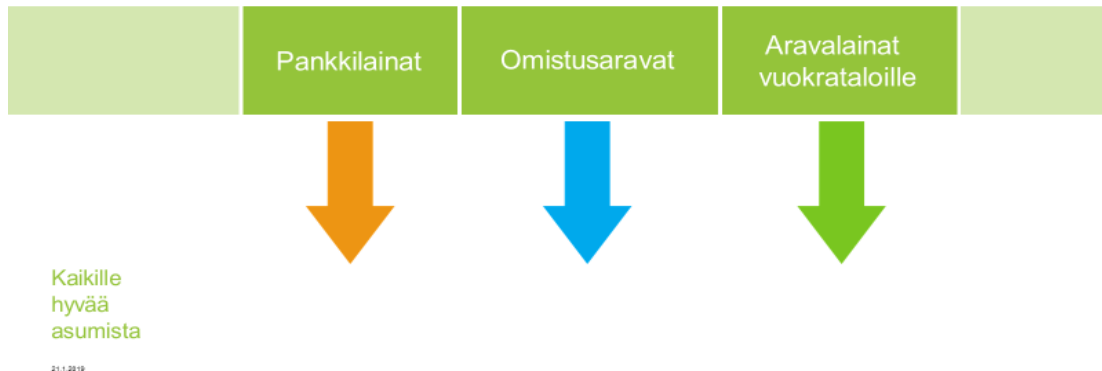 Pankkilainat
Omistusaravat
Aravalainat
vuokrataloille
Kaikille
hyvää
asumista
21.1.2019